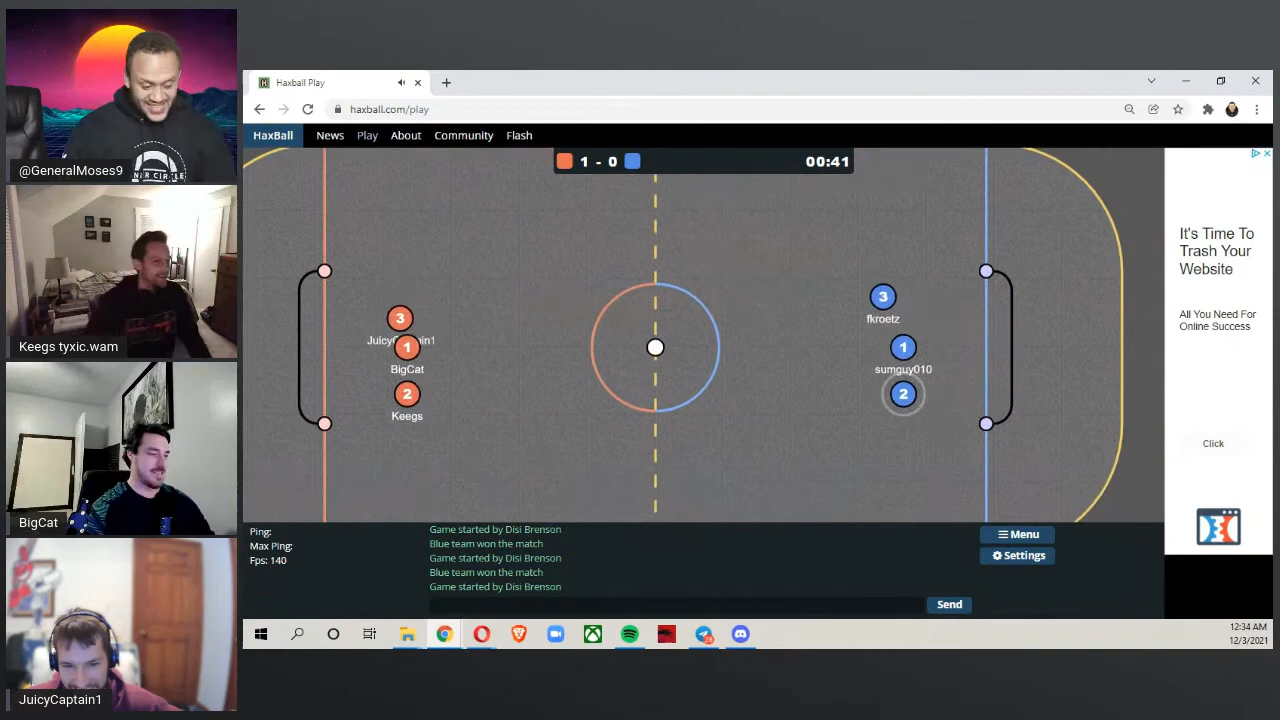 @GeneralMoses9
Keegs tyxic.wam
BigCat
JuicyCaptain1
Haxball Play
haxball.com/play
HaxBall News Play About Community Flash
1 - 0 00:41
3
1
BigCat
2
Keegs
3
fkroetz
1
sumguy010
2
Ping:
Max Ping:
Fps: 140
Game started by Disi Brenson
Blue team won the match
Game started by Disi Brenson
Blue team won the match
Game started by Disi Brenson
Menu
Settings
Send
It's Time To
Trash Your
Website
All You Need For
Online Success
Click
12:34 AM
12/3/2021